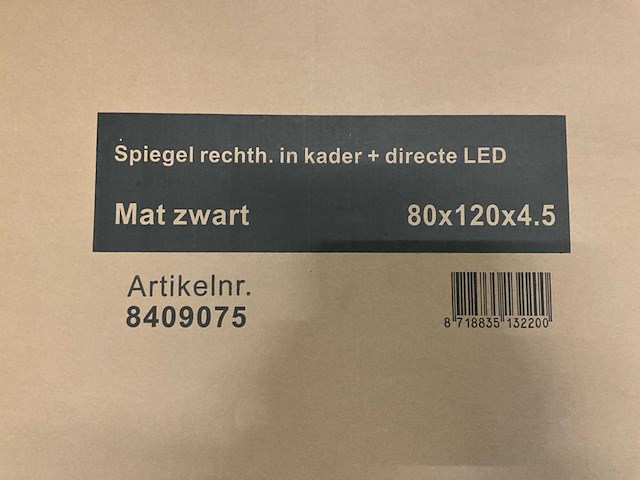 Spiegel rechth. in kader + directe LED
Mat zwart 80x120x4.5
Artikelnr.
8409075
8 718835 132200